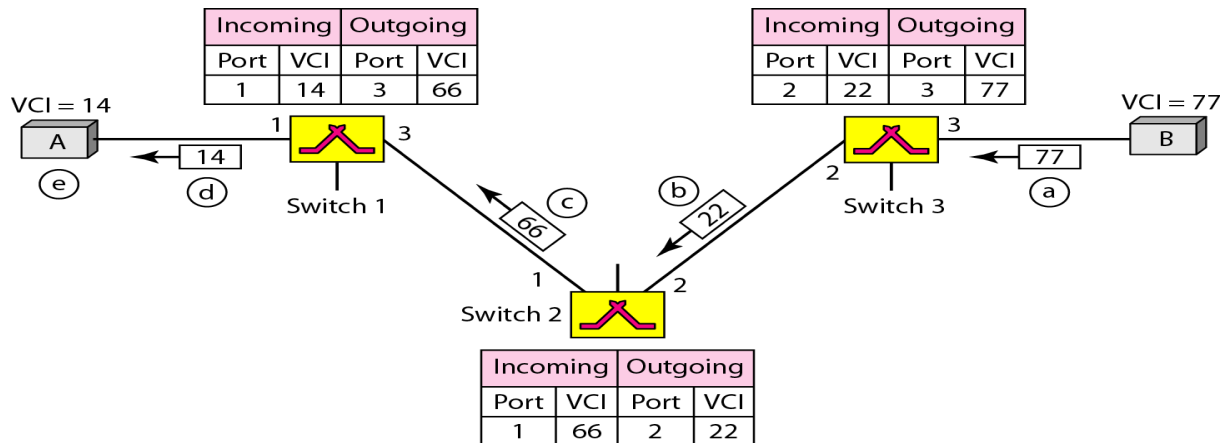 Incoming Outgoing
Port VCI Port VCI
1 14 3 66
Incoming Outgoing
Port VCI Port VCI
2 22 3 77
VCI = 14
VCI = 77
A
1
3
3
B
14
77
2
e
d
Switch 1
c
66
b
22
Switch 3
a
1
2
Switch 2
Incoming Outgoing
Port VCI Port VCI
1 66 2 22